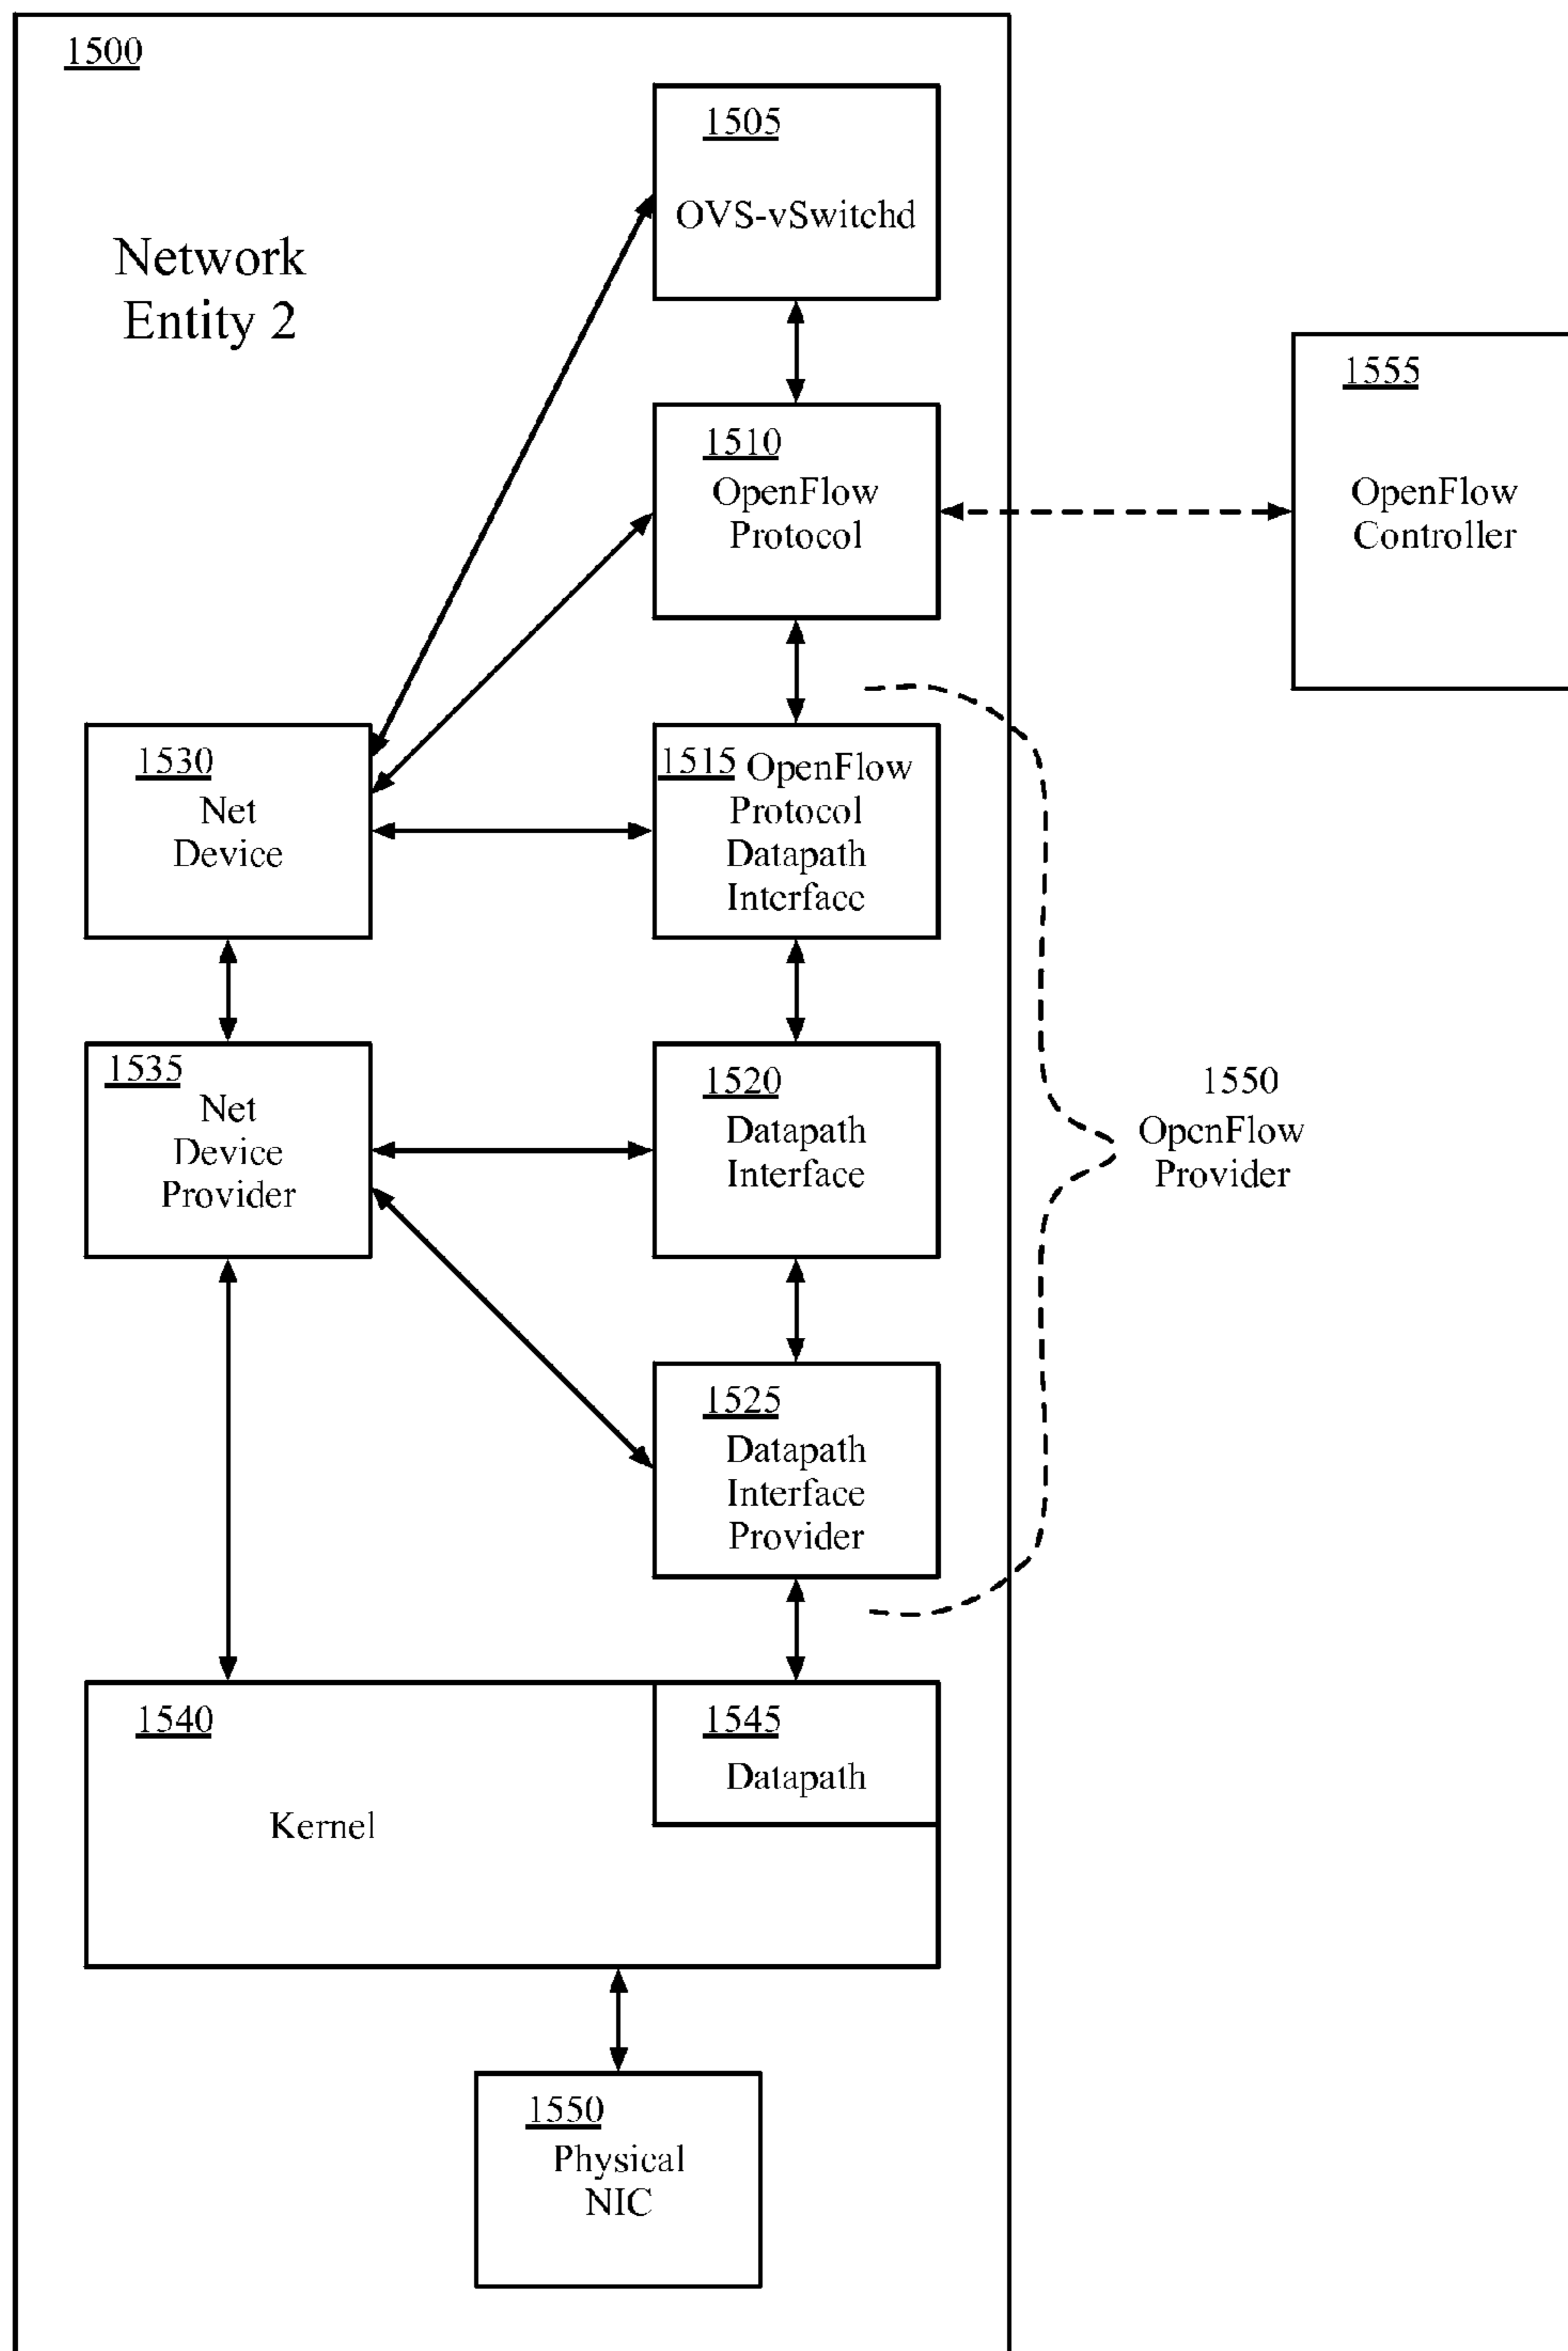 1500
Network
Entity 2
1505
OVS-vSwitchd
1510
OpenFlow
Protocol
1555
OpenFlow
Controller
1530
Net
Device
1515 OpenFlow
Protocol
Datapath
Interface
1535
Net
Device
Provider
1520
Datapath
Interface
1550
OpenFlow
Provider
1525
Datapath
Interface
Provider
1540
Kernel
1545
Datapath
1550
Physical
NIC